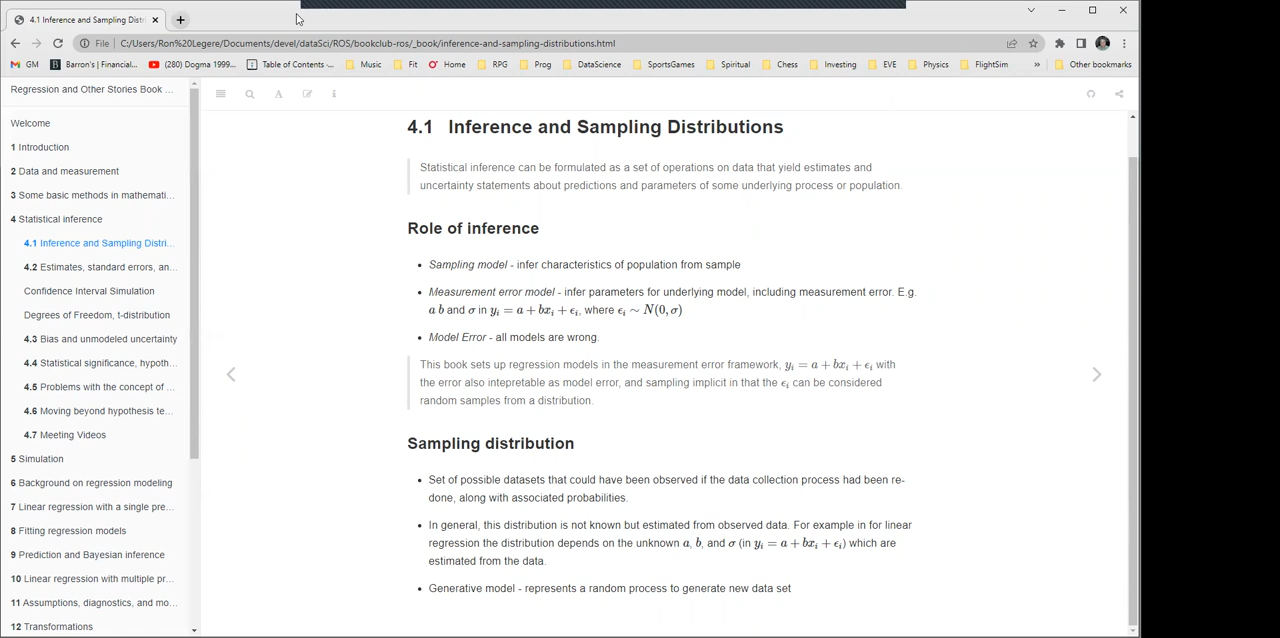 4.1 Inference and Sampling Distr
File C:/Users/Ron%20Legere/Documents/devel/dataSci/ROS/bookclub-ros/_book/inference-and-sampling-distributions.html
GM Barron's | Financial... (280) Dogma 1999... Table of Contents -... Music Fit Home RPG Prog DataScience SportsGames Spiritual Chess Investing EVE Physics FlightSim » Other bookmarks
Regression and Other Stories Book ...
Welcome
1 Introduction
2 Data and measurement
3 Some basic methods in mathemati...
4 Statistical inference
4.1 Inference and Sampling Distri...
4.2 Estimates, standard errors, an...
Confidence Interval Simulation
Degrees of Freedom, t-distribution
4.3 Bias and unmodeled uncertainty
4.4 Statistical significance, hypoth...
4.5 Problems with the concept of ...
4.6 Moving beyond hypothesis te...
4.7 Meeting Videos
5 Simulation
6 Background on regression modeling
7 Linear regression with a single pre...
8 Fitting regression models
9 Prediction and Bayesian inference
10 Linear regression with multiple pr...
11 Assumptions, diagnostics, and mo...
12 Transformations
4.1 Inference and Sampling Distributions
Statistical inference can be formulated as a set of operations on data that yield estimates and
uncertainty statements about predictions and parameters of some underlying process or population.
Role of inference
• Sampling model - infer characteristics of population from sample
• Measurement error model - infer parameters for underlying model, including measurement error. E.g.
a b and σ in yᵢ = a + bxᵢ + ϵᵢ, where ϵᵢ ∼ N(0, σ)
• Model Error - all models are wrong.
This book sets up regression models in the measurement error framework, yᵢ = a + bxᵢ + ϵᵢ with
the error also intepretable as model error, and sampling implicit in that the ϵᵢ can be considered
random samples from a distribution.
Sampling distribution
• Set of possible datasets that could have been observed if the data collection process had been re-
done, along with associated probabilities.
• In general, this distribution is not known but estimated from observed data. For example in for linear
regression the distribution depends on the unknown a, b, and σ (in yᵢ = a + bxᵢ + ϵᵢ) which are
estimated from the data.
• Generative model - represents a random process to generate new data set